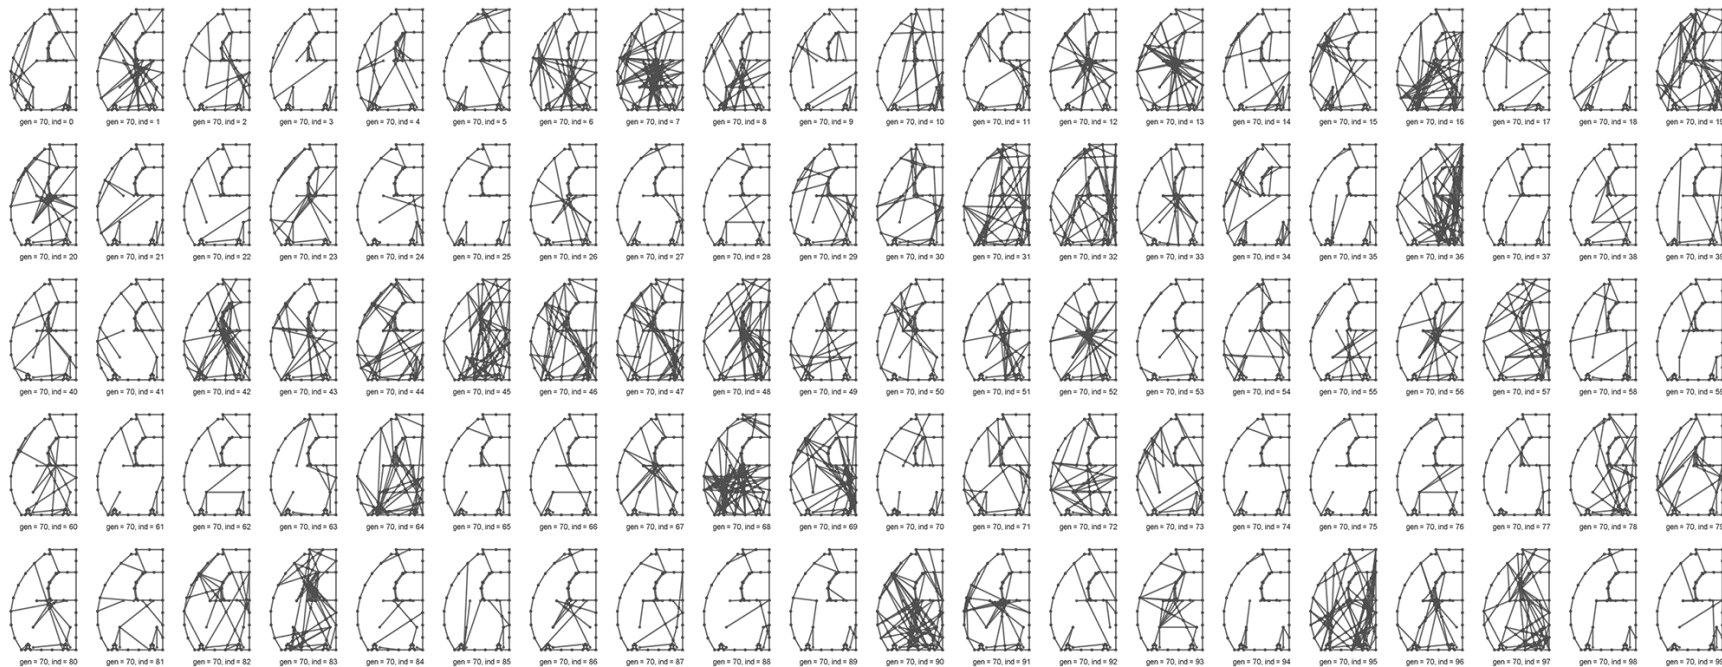 gen = 70, ind = 0 gen = 70, ind = 1 gen = 70, ind = 2 gen = 70, ind = 3 gen = 70, ind = 4 gen = 70, ind = 5 gen = 70, ind = 6 gen = 70, ind = 7 gen = 70, ind = 8 gen = 70, ind = 9 gen = 70, ind = 10 gen = 70, ind = 11 gen = 70, ind = 12 gen = 70, ind = 13 gen = 70, ind = 14 gen = 70, ind = 15 gen = 70, ind = 16 gen = 70, ind = 17 gen = 70, ind = 18 gen = 70, ind = 19
gen = 70, ind = 20 gen = 70, ind = 21 gen = 70, ind = 22 gen = 70, ind = 23 gen = 70, ind = 24 gen = 70, ind = 25 gen = 70, ind = 26 gen = 70, ind = 27 gen = 70, ind = 28 gen = 70, ind = 29 gen = 70, ind = 30 gen = 70, ind = 31 gen = 70, ind = 32 gen = 70, ind = 33 gen = 70, ind = 34 gen = 70, ind = 35 gen = 70, ind = 36 gen = 70, ind = 37 gen = 70, ind = 38 gen = 70, ind = 39
gen = 70, ind = 40 gen = 70, ind = 41 gen = 70, ind = 42 gen = 70, ind = 43 gen = 70, ind = 44 gen = 70, ind = 45 gen = 70, ind = 46 gen = 70, ind = 47 gen = 70, ind = 48 gen = 70, ind = 49 gen = 70, ind = 50 gen = 70, ind = 51 gen = 70, ind = 52 gen = 70, ind = 53 gen = 70, ind = 54 gen = 70, ind = 55 gen = 70, ind = 56 gen = 70, ind = 57 gen = 70, ind = 58 gen = 70, ind = 59
gen = 70, ind = 60 gen = 70, ind = 61 gen = 70, ind = 62 gen = 70, ind = 63 gen = 70, ind = 64 gen = 70, ind = 65 gen = 70, ind = 66 gen = 70, ind = 67 gen = 70, ind = 68 gen = 70, ind = 69 gen = 70, ind = 70 gen = 70, ind = 71 gen = 70, ind = 72 gen = 70, ind = 73 gen = 70, ind = 74 gen = 70, ind = 75 gen = 70, ind = 76 gen = 70, ind = 77 gen = 70, ind = 78 gen = 70, ind = 79
gen = 70, ind = 80 gen = 70, ind = 81 gen = 70, ind = 82 gen = 70, ind = 83 gen = 70, ind = 84 gen = 70, ind = 85 gen = 70, ind = 86 gen = 70, ind = 87 gen = 70, ind = 88 gen = 70, ind = 89 gen = 70, ind = 90 gen = 70, ind = 91 gen = 70, ind = 92 gen = 70, ind = 93 gen = 70, ind = 94 gen = 70, ind = 95 gen = 70, ind = 96 gen = 70, ind = 97 gen = 70, ind = 98 gen = 70, ind = 99